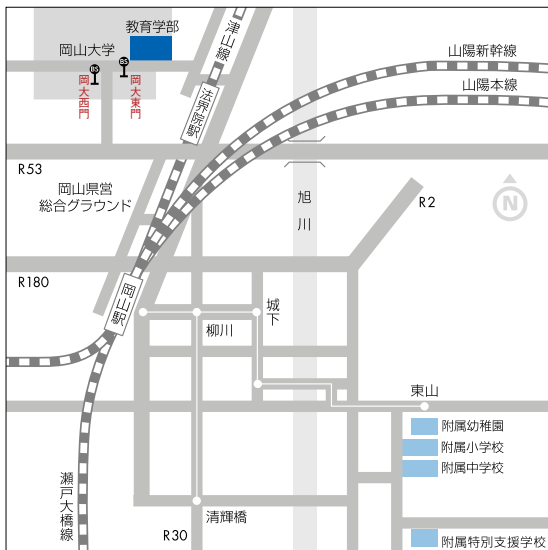 教育学部
岡山大学
BS
BS
岡大西門
岡大東門
津山線
法界院駅
山陽新幹線
山陽本線
R53
岡山県営
総合グラウンド
旭川
R2
N
R180
岡山駅
柳川
城下
東山
附属幼稚園
附属小学校
附属中学校
瀬戸大橋線
清輝橋
R30
附属特別支援学校